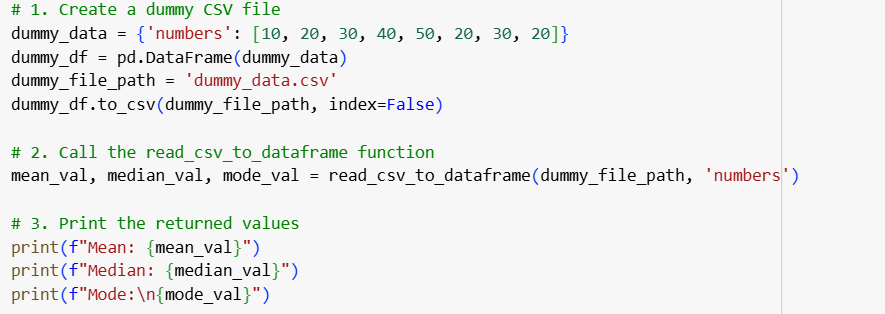 # 1. Create a dummy CSV file
dummy_data = {'numbers': [10, 20, 30, 40, 50, 20, 30, 20]}
dummy_df = pd.DataFrame(dummy_data)
dummy_file_path = 'dummy_data.csv'
dummy_df.to_csv(dummy_file_path, index=False)
# 2. Call the read_csv_to_dataframe function
mean_val, median_val, mode_val = read_csv_to_dataframe(dummy_file_path, 'numbers')
# 3. Print the returned values
print(f"Mean: {mean_val}")
print(f"Median: {median_val}")
print(f"Mode:\n{mode_val}")